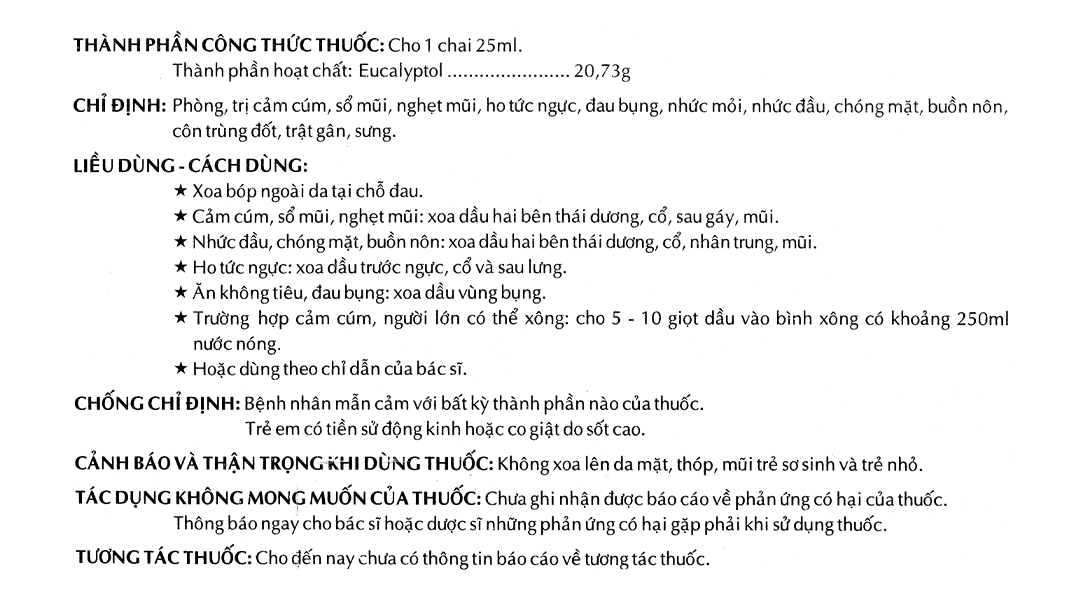 THÀNH PHẦN CÔNG THỨC THUỐC: Cho 1 chai 25ml.
Thành phần hoạt chất: Eucalyptol ....................... 20,73g
CHỈ ĐỊNH: Phòng, trị cảm cúm, sổ mũi, nghẹt mũi, ho tức ngực, đau bụng, nhức mỏi, nhức đầu, chóng mặt, buồn nôn,
côn trùng đốt, trật gân, sưng.
LIỀU DÙNG - CÁCH DÙNG:
★ Xoa bóp ngoài da tại chỗ đau.
★ Cảm cúm, sổ mũi, nghẹt mũi: xoa dầu hai bên thái dương, cổ, sau gáy, mũi.
★ Nhức đầu, chóng mặt, buồn nôn: xoa dầu hai bên thái dương, cổ, nhân trung, mũi.
★ Ho tức ngực: xoa dầu trước ngực, cổ và sau lưng.
★ Ăn không tiêu, đau bụng: xoa dầu vùng bụng.
★ Trường hợp cảm cúm, người lớn có thể xông: cho 5 - 10 giọt dầu vào bình xông có khoảng 250ml
nước nóng.
★ Hoặc dùng theo chỉ dẫn của bác sĩ.
CHỐNG CHỈ ĐỊNH: Bệnh nhân mẫn cảm với bất kỳ thành phần nào của thuốc.
Trẻ em có tiền sử động kinh hoặc co giật do sốt cao.
CẢNH BÁO VÀ THẬN TRỌNG KHI DÙNG THUỐC: Không xoa lên da mặt, thóp, mũi trẻ sơ sinh và trẻ nhỏ.
TÁC DỤNG KHÔNG MONG MUỐN CỦA THUỐC: Chưa ghi nhận được báo cáo về phản ứng có hại của thuốc.
Thông báo ngay cho bác sĩ hoặc dược sĩ những phản ứng có hại gặp phải khi sử dụng thuốc.
TƯƠNG TÁC THUỐC: Cho đến nay chưa có thông tin báo cáo về tương tác thuốc.